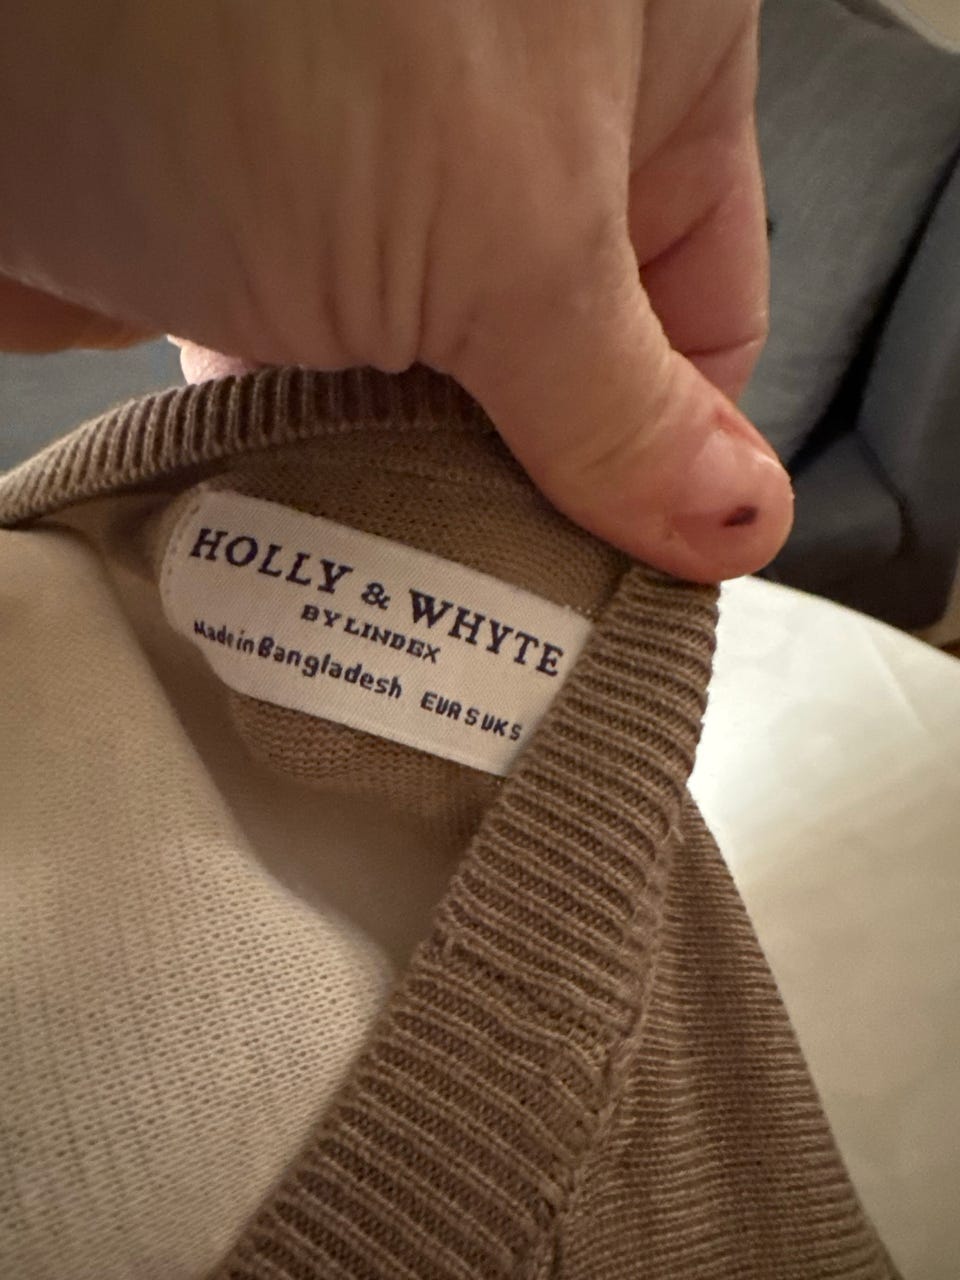 HOLLY & WHYTE
BY LINDEX
Made in Bangladesh EUR S UK S